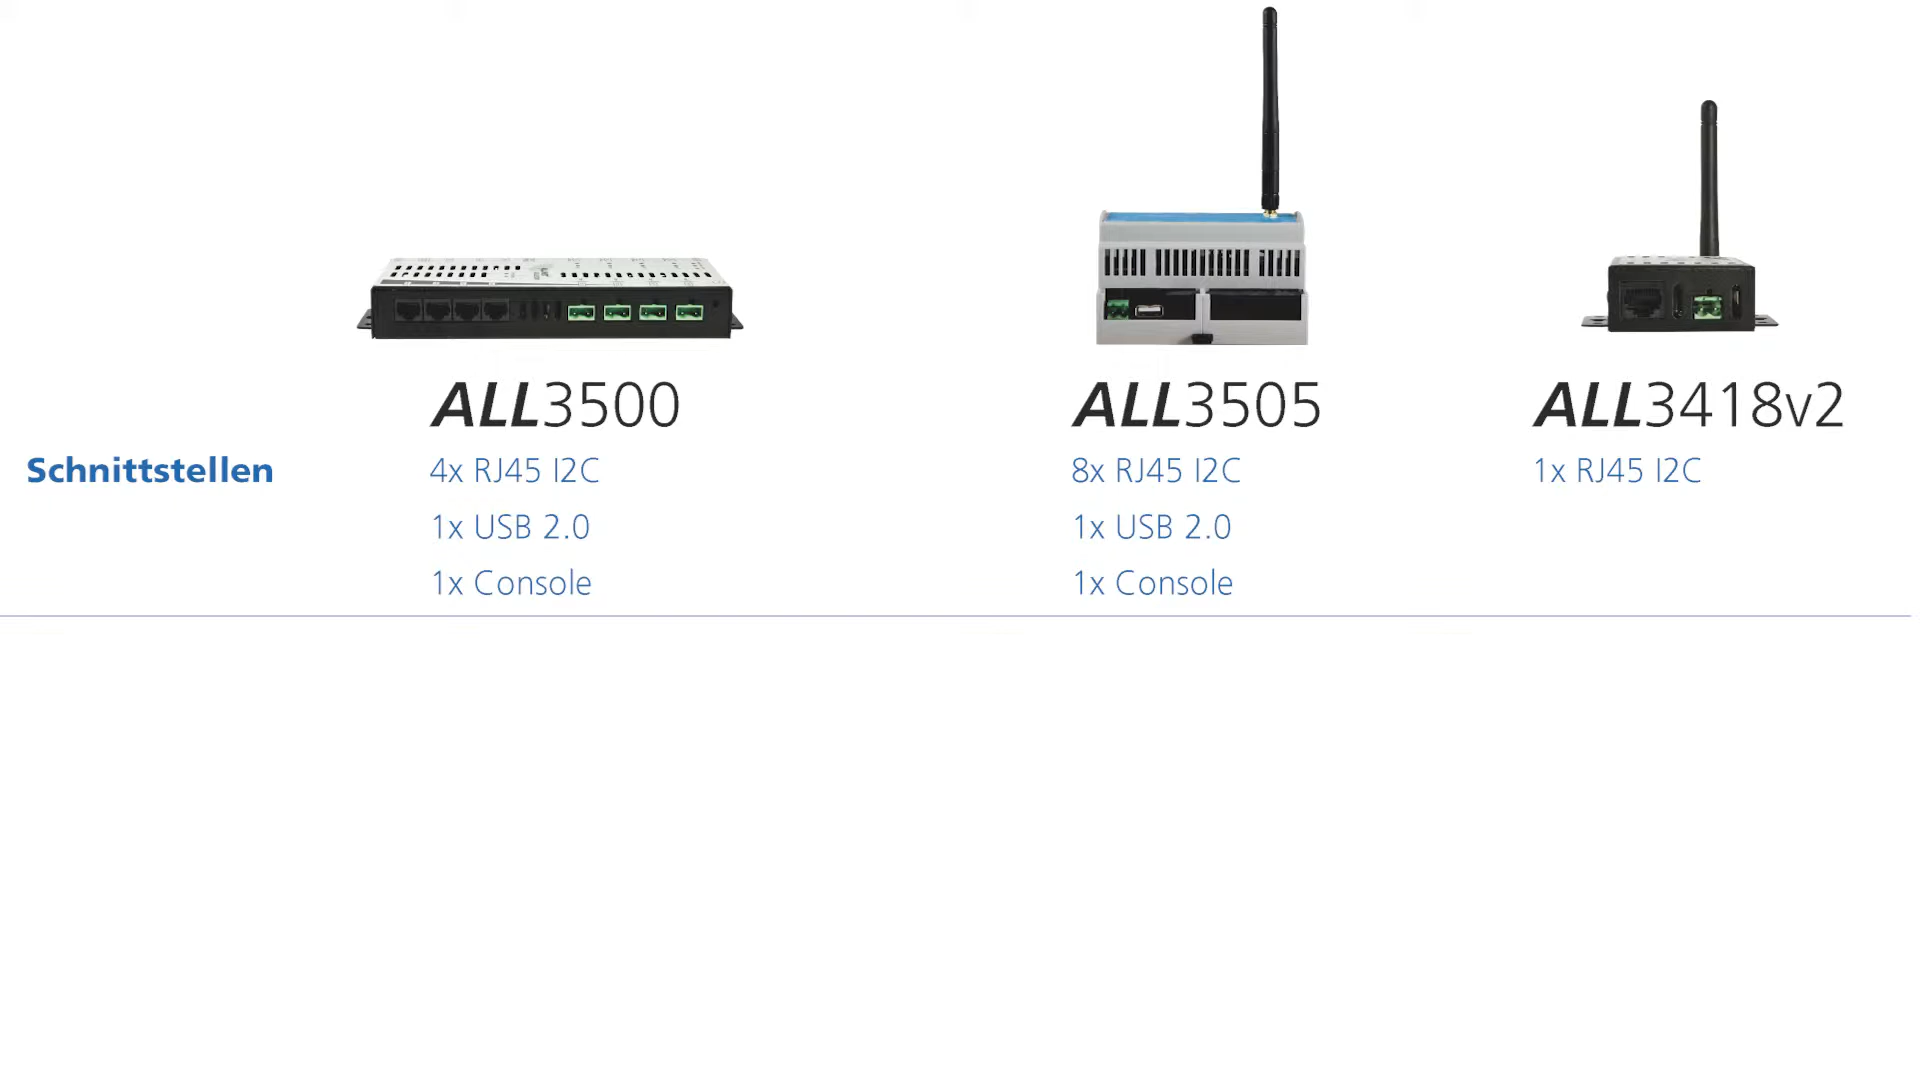 ALL3500 ALL3505 ALL3418v2
Schnittstellen 4x RJ45 I2C 8x RJ45 I2C 1x RJ45 I2C
1x USB 2.0 1x USB 2.0
1x Console 1x Console